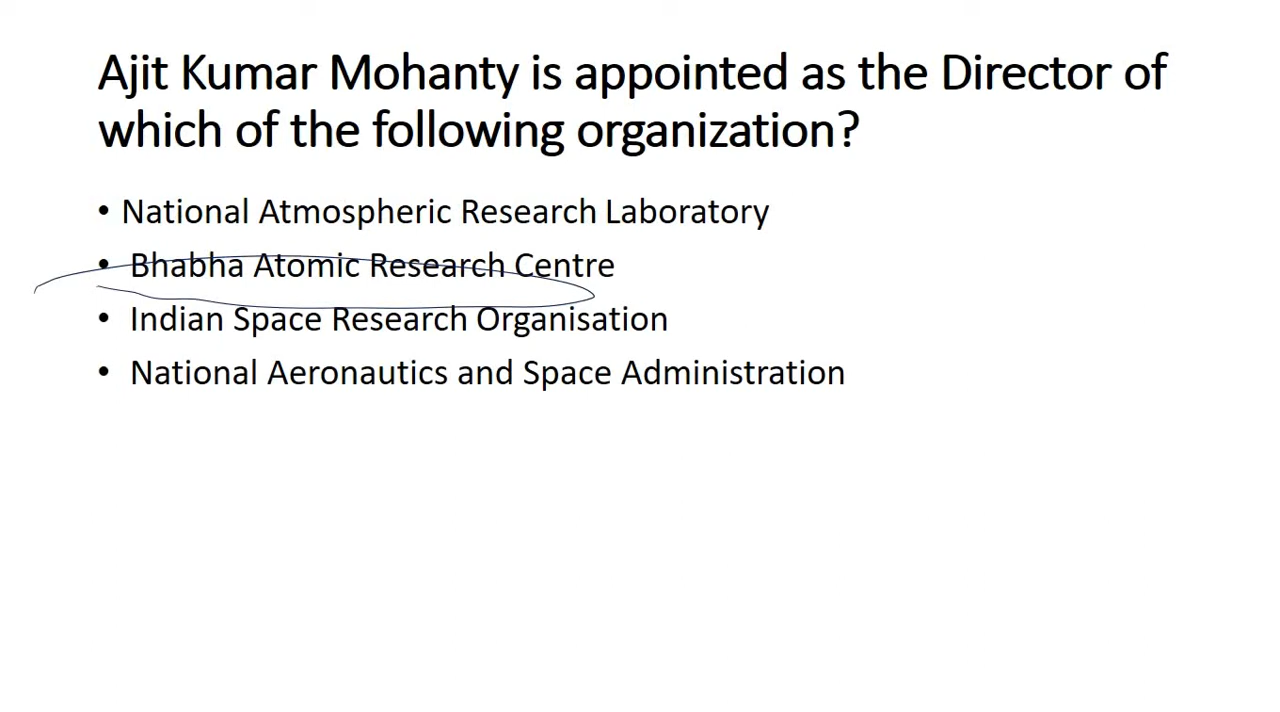 Ajit Kumar Mohanty is appointed as the Director of
which of the following organization?
• National Atmospheric Research Laboratory
• Bhabha Atomic Research Centre
• Indian Space Research Organisation
• National Aeronautics and Space Administration